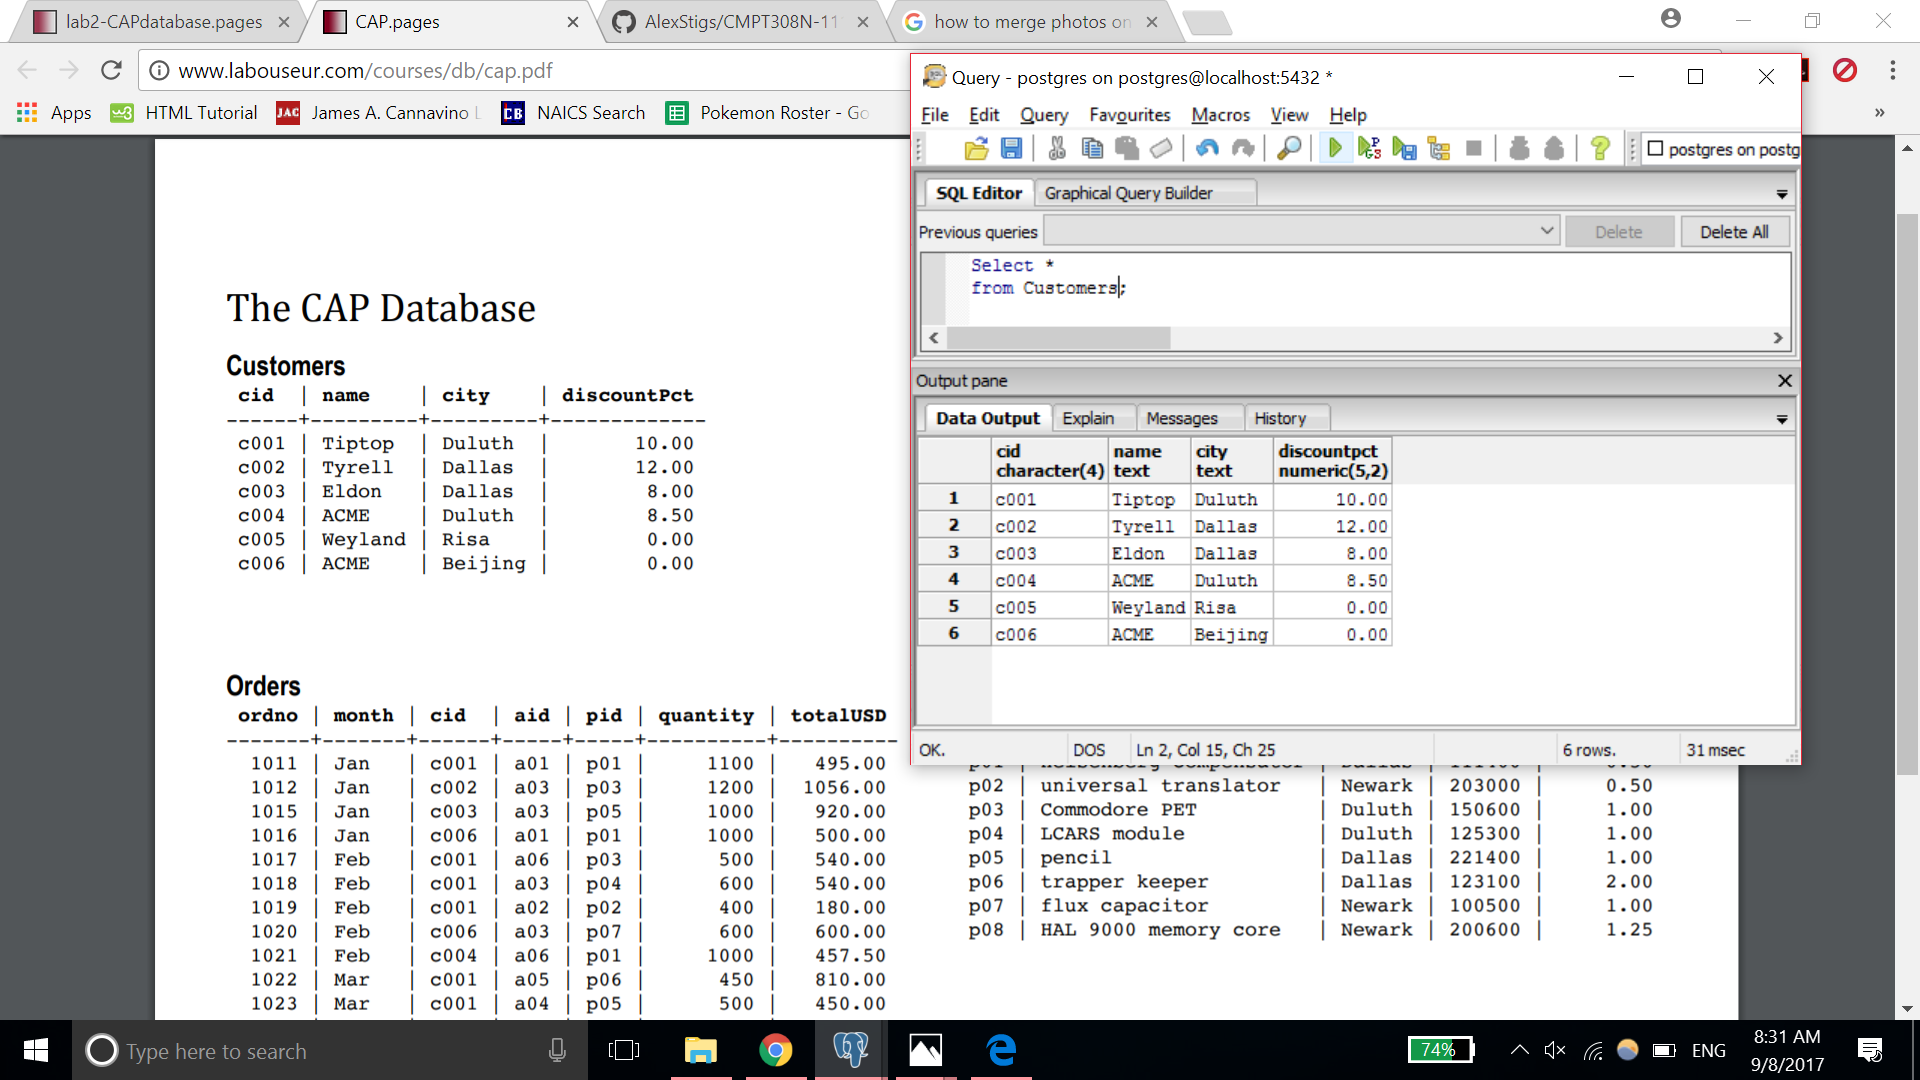 lab2-CAPdatabase.pages
CAP.pages
AlexStigs/CMPT308N-11
how to merge photos on
www.labouseur.com/courses/db/cap.pdf
Apps
HTML Tutorial
JAC James A. Cannavino L
CB NAICS Search
Pokemon Roster - Go
»
The CAP Database
Customers
cid | name | city | discountPct
------+---------+---------+-------------
c001 | Tiptop | Duluth | 10.00
c002 | Tyrell | Dallas | 12.00
c003 | Eldon | Dallas | 8.00
c004 | ACME | Duluth | 8.50
c005 | Weyland | Risa | 0.00
c006 | ACME | Beijing | 0.00
Orders
ordno | month | cid | aid | pid | quantity | totalUSD
-------+-------+------+-----+-----+----------+----------
1011 | Jan | c001 | a01 | p01 | 1100 | 495.00
1012 | Jan | c002 | a03 | p03 | 1200 | 1056.00
1015 | Jan | c003 | a03 | p05 | 1000 | 920.00
1016 | Jan | c006 | a01 | p01 | 1000 | 500.00
1017 | Feb | c001 | a06 | p03 | 500 | 540.00
1018 | Feb | c001 | a03 | p04 | 600 | 540.00
1019 | Feb | c001 | a02 | p02 | 400 | 180.00
1020 | Feb | c006 | a03 | p07 | 600 | 600.00
1021 | Feb | c004 | a06 | p01 | 1000 | 457.50
1022 | Mar | c001 | a05 | p06 | 450 | 810.00
1023 | Mar | c001 | a04 | p05 | 500 | 450.00
Query - postgres on postgres@localhost:5432 *
File Edit Query Favourites Macros View Help
postgres on postg
SQL Editor Graphical Query Builder
Previous queries Delete Delete All
Select *
from Customers;
Output pane
Data Output Explain Messages History
cid name city discountpct
character(4) text text numeric(5,2)
1 c001 Tiptop Duluth 10.00
2 c002 Tyrell Dallas 12.00
3 c003 Eldon Dallas 8.00
4 c004 ACME Duluth 8.50
5 c005 Weyland Risa 0.00
6 c006 ACME Beijing 0.00
OK. DOS Ln 2, Col 15, Ch 25 6 rows. 31 msec
p02 | universal translator | Newark | 203000 | 0.50
p03 | Commodore PET | Duluth | 150600 | 1.00
p04 | LCARS module | Duluth | 125300 | 1.00
p05 | pencil | Dallas | 221400 | 1.00
p06 | trapper keeper | Dallas | 123100 | 2.00
p07 | flux capacitor | Newark | 100500 | 1.00
p08 | HAL 9000 memory core | Newark | 200600 | 1.25
Type here to search
74%
ENG
8:31 AM
9/8/2017